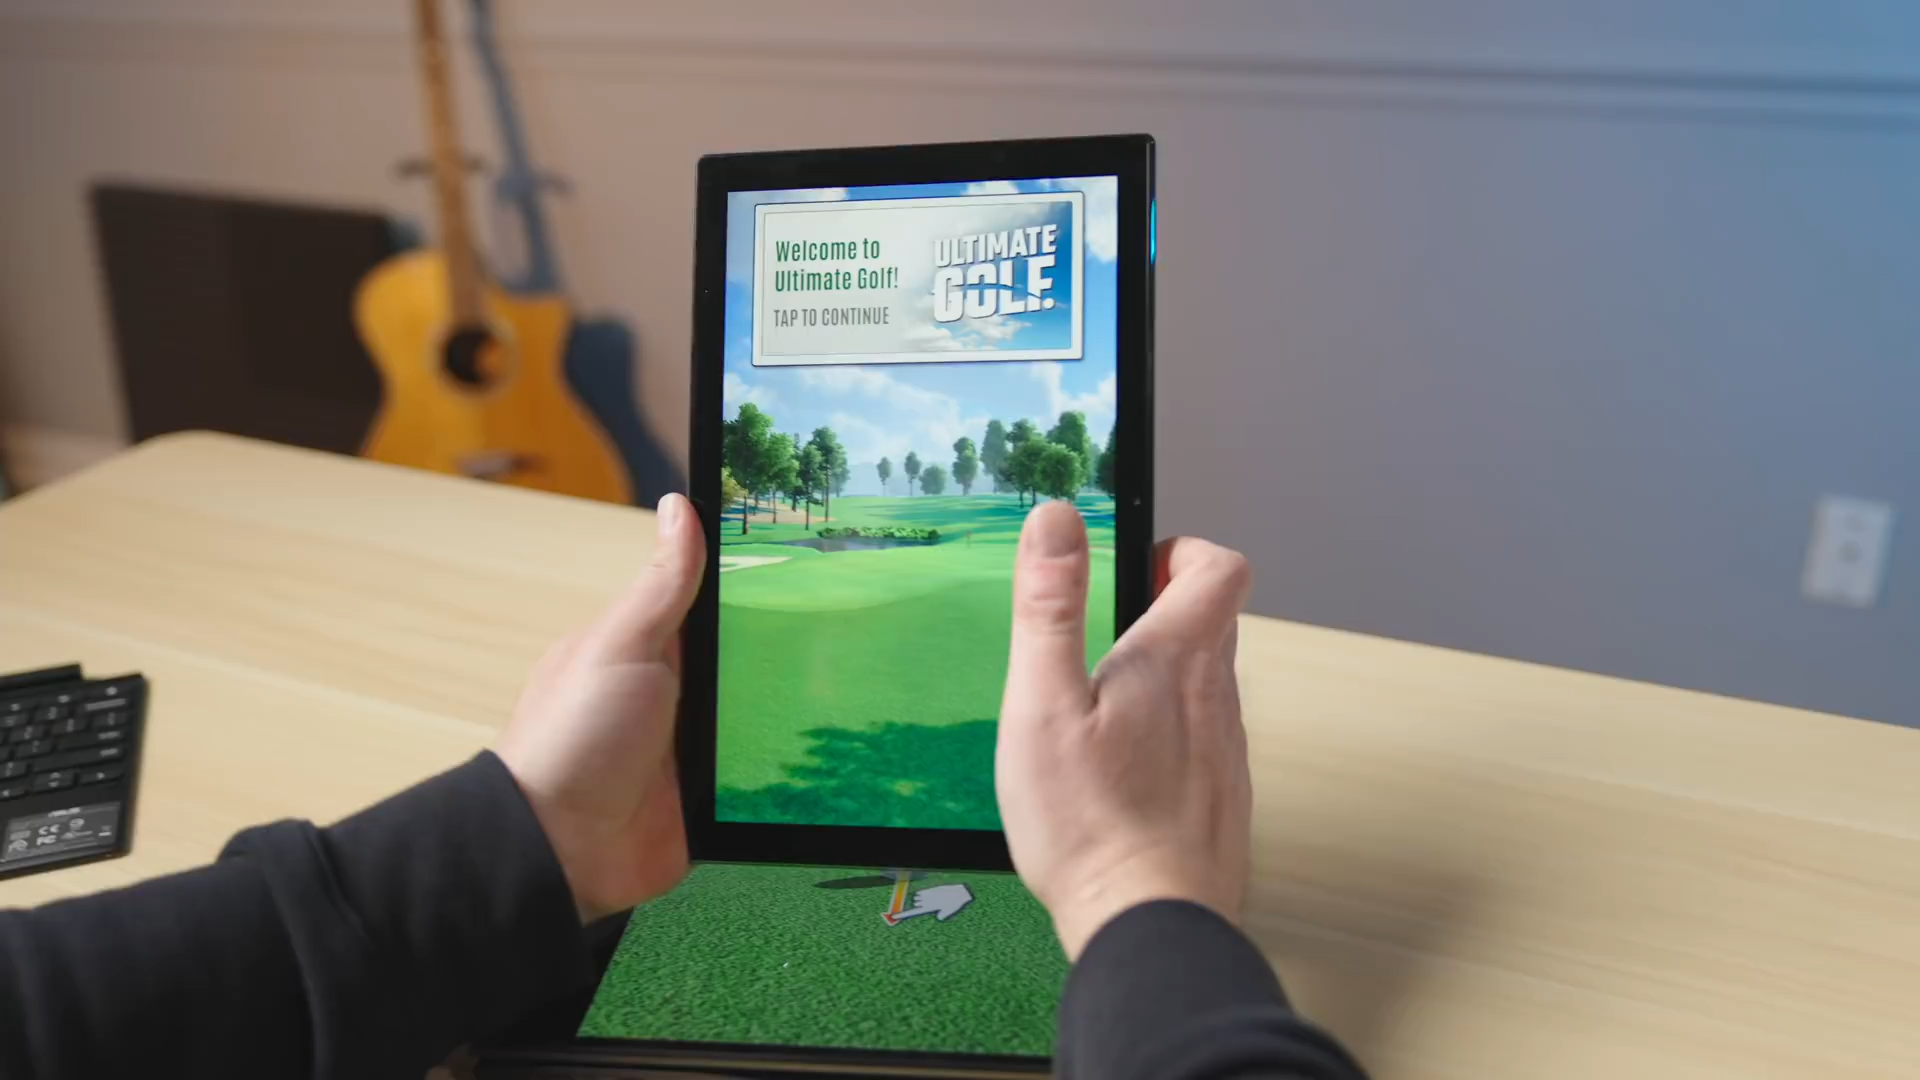 Welcome to
Ultimate Golf!
TAP TO CONTINUE
ULTIMATE
GOLF.